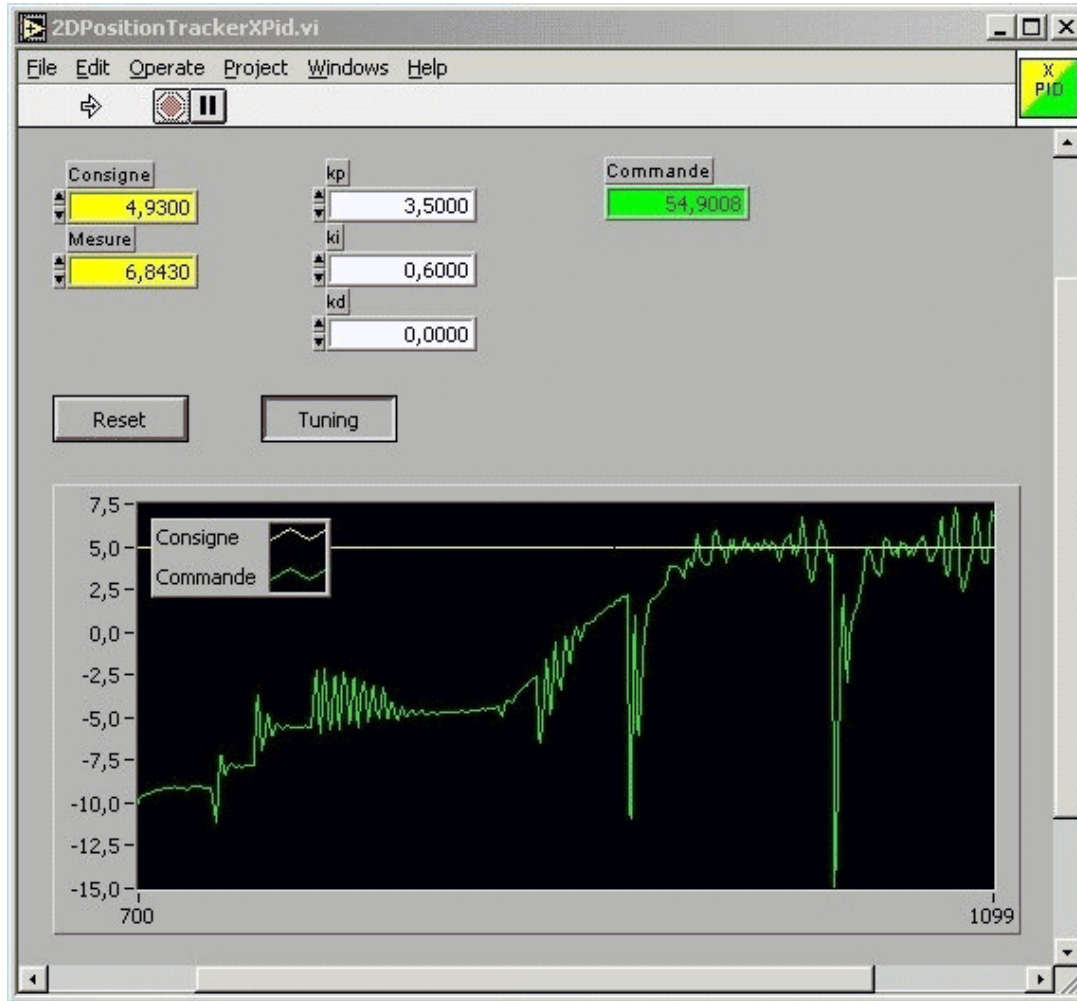 2DPositionTrackerXPid.vi
File Edit Operate Project Windows Help
X
PID
Consigne
4,9300
Mesure
6,8430
kp
3,5000
ki
0,6000
kd
0,0000
Commande
54,9008
Reset
Tuning
7,5
5,0
2,5
0,0
-2,5
-5,0
-7,5
-10,0
-12,5
-15,0
Consigne
Commande
700
1099